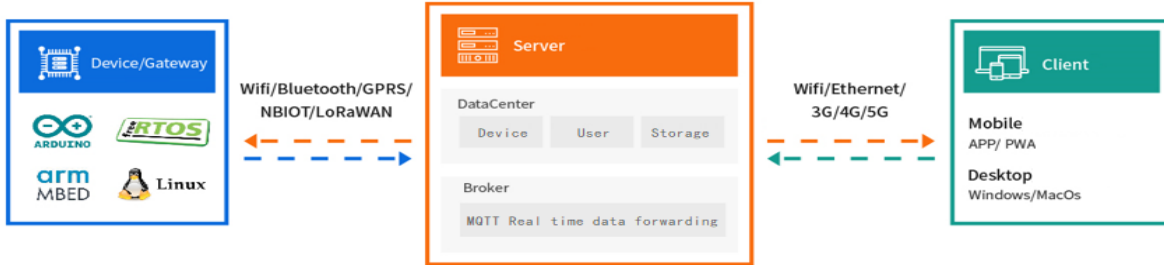 Device/Gateway
ARDUINO
RTOS
arm
MBED
Linux
Wifi/Bluetooth/GPRS/
NBIOT/LoRaWAN
Server
DataCenter
Device User Storage
Broker
MQTT Real time data forwarding
Wifi/Ethernet/
3G/4G/5G
Client
Mobile
APP/ PWA
Desktop
Windows/MacOs